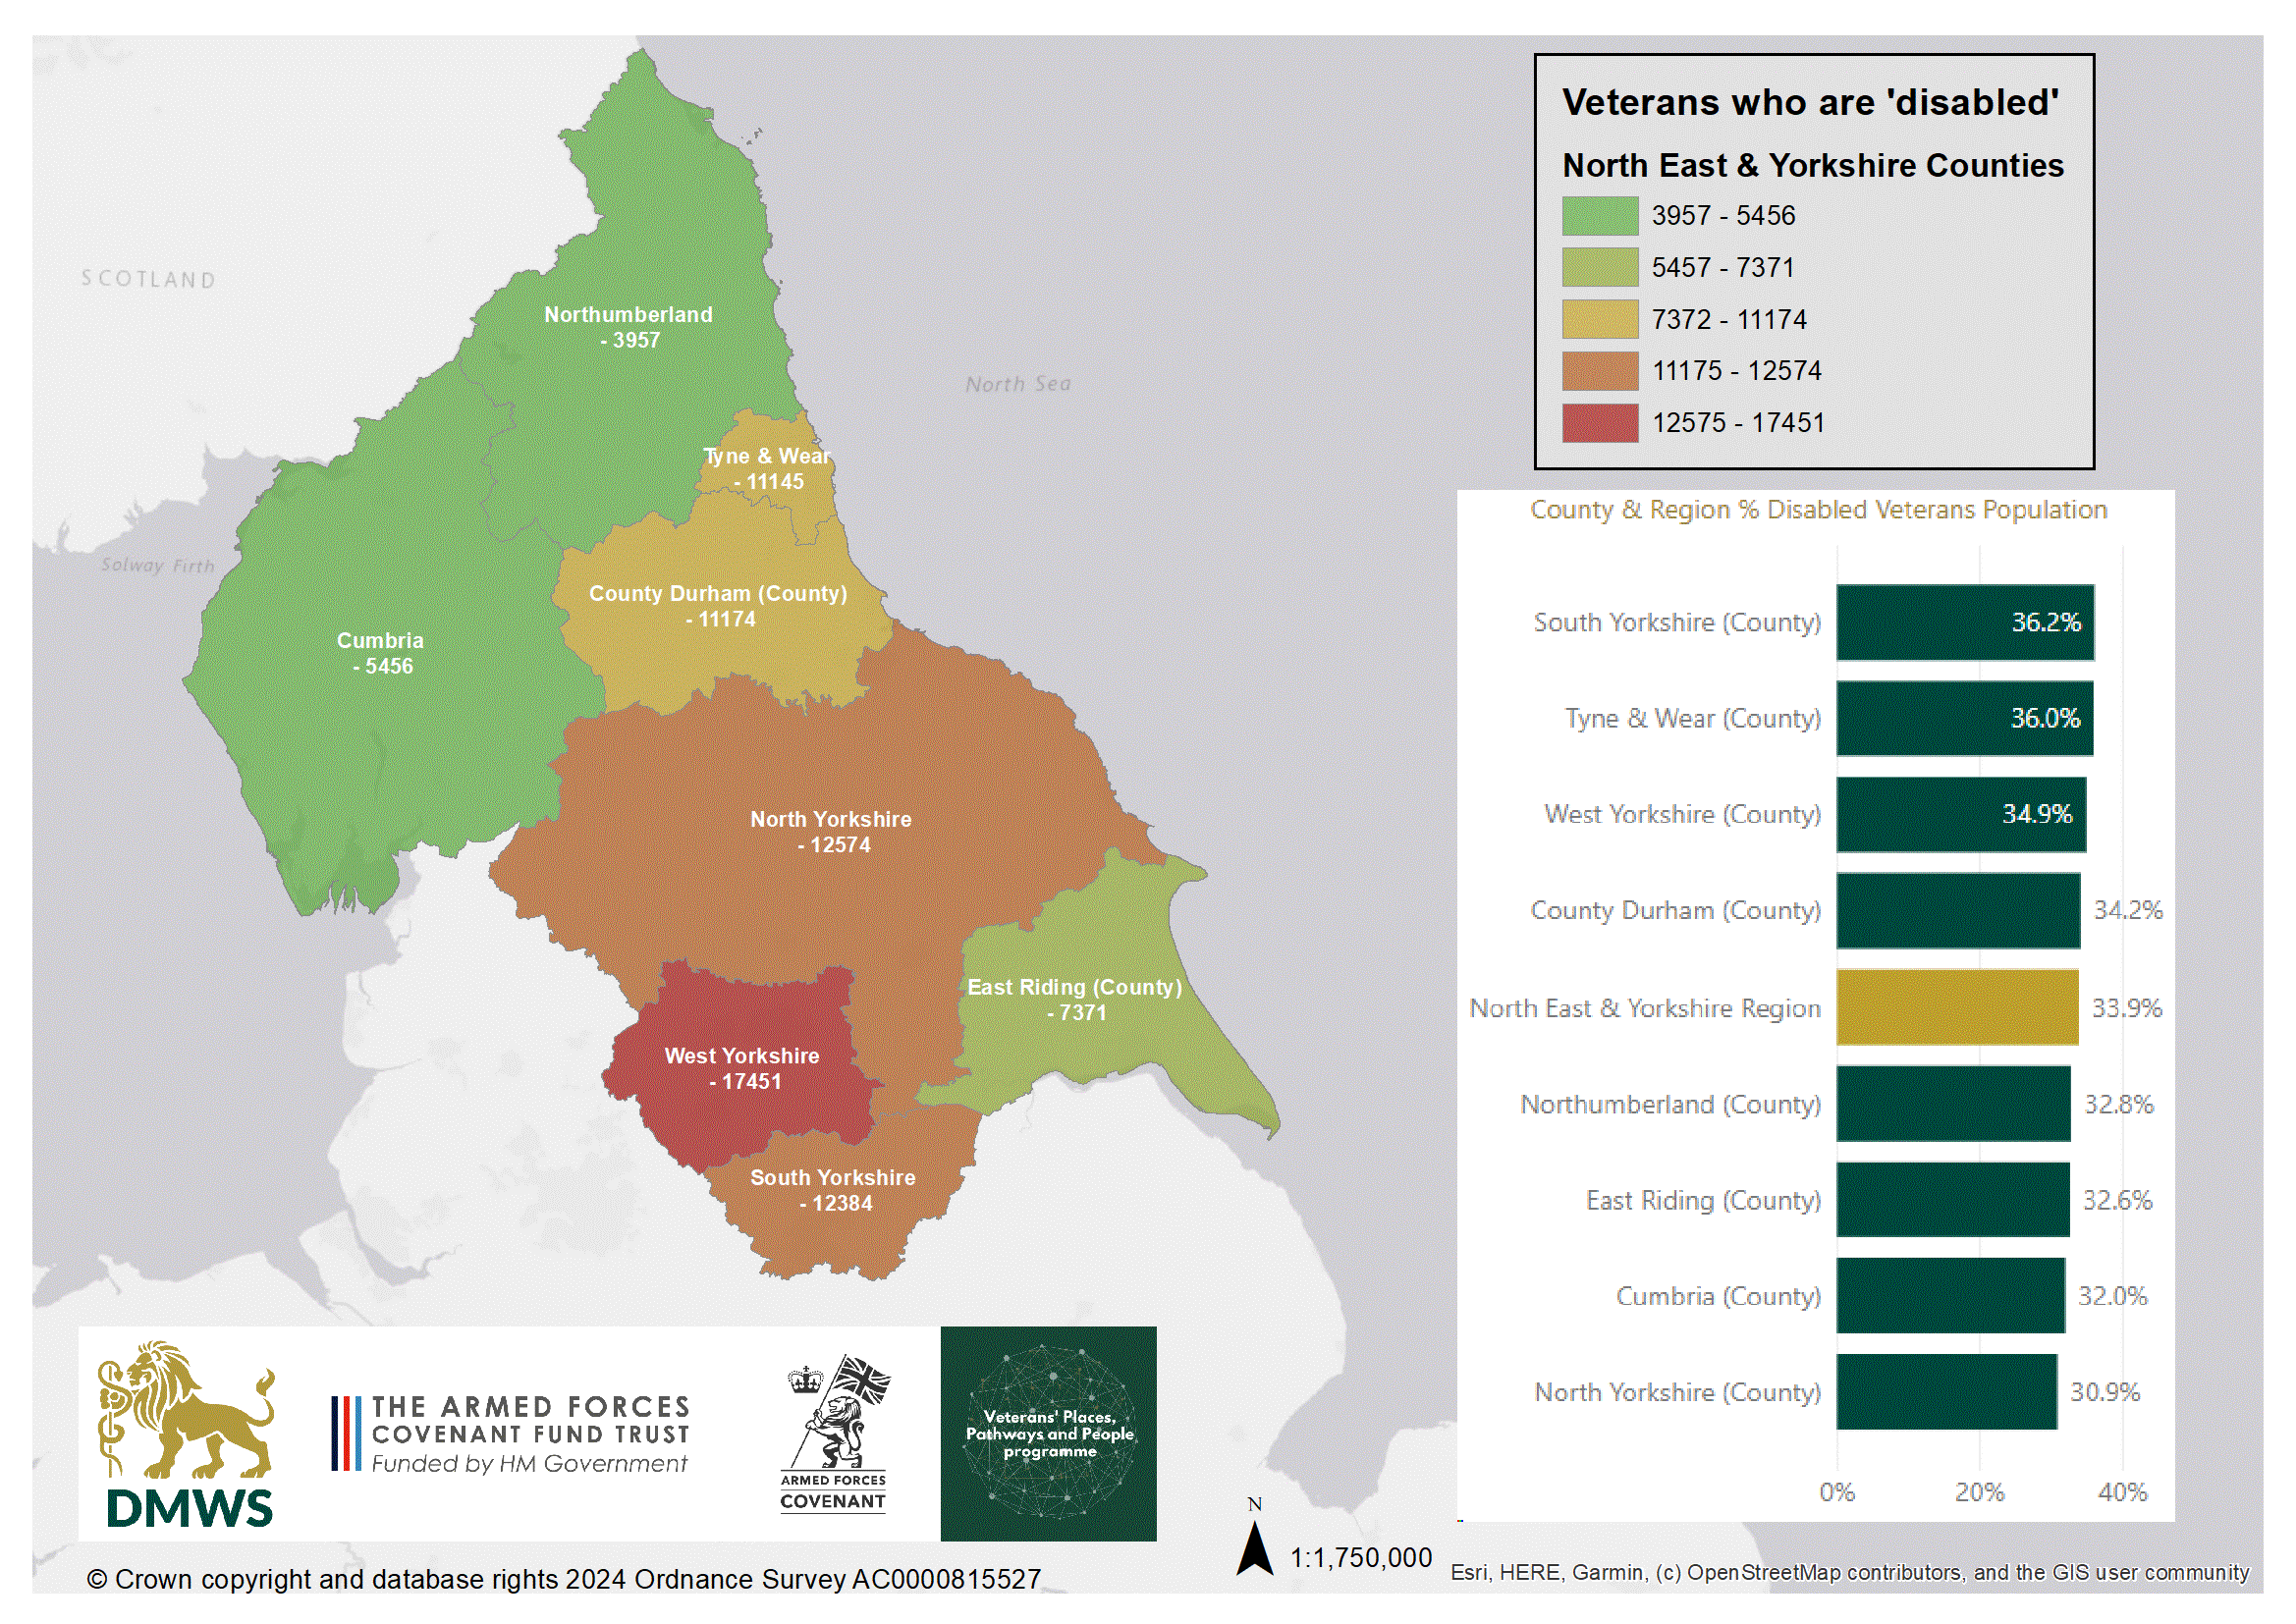 Veterans who are 'disabled'
North East & Yorkshire Counties
3957 - 5456
5457 - 7371
7372 - 11174
11175 - 12574
12575 - 17451
SCOTLAND
North Sea
Solway Firth
Northumberland
- 3957
Tyne & Wear
- 11145
County Durham (County)
- 11174
Cumbria
- 5456
North Yorkshire
- 12574
East Riding (County)
- 7371
West Yorkshire
- 17451
South Yorkshire
- 12384
County & Region % Disabled Veterans Population
South Yorkshire (County) 36.2%
Tyne & Wear (County) 36.0%
West Yorkshire (County) 34.9%
County Durham (County) 34.2%
North East & Yorkshire Region 33.9%
Northumberland (County) 32.8%
East Riding (County) 32.6%
Cumbria (County) 32.0%
North Yorkshire (County) 30.9%
0% 20% 40%
DMWS
THE ARMED FORCES
COVENANT FUND TRUST
Funded by HM Government
ARMED FORCES
COVENANT
Veterans' Places,
Pathways and People
programme
N
1:1,750,000
© Crown copyright and database rights 2024 Ordnance Survey AC0000815527
Esri, HERE, Garmin, (c) OpenStreetMap contributors, and the GIS user community